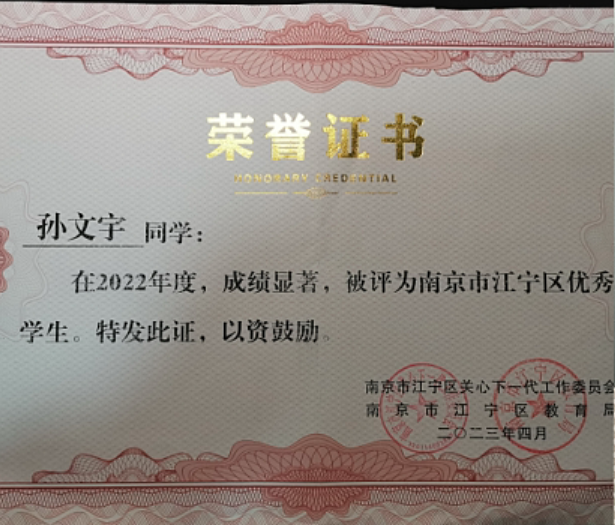 荣誉证书
HONORARY CREDENTIAL
孙文宇 同学：
在2022年度，成绩显著，被评为南京市江宁区优秀
学生。特发此证，以资鼓励。
南京市江宁区关心下一代工作委员会
南京市江宁区教育局
二〇二三年四月